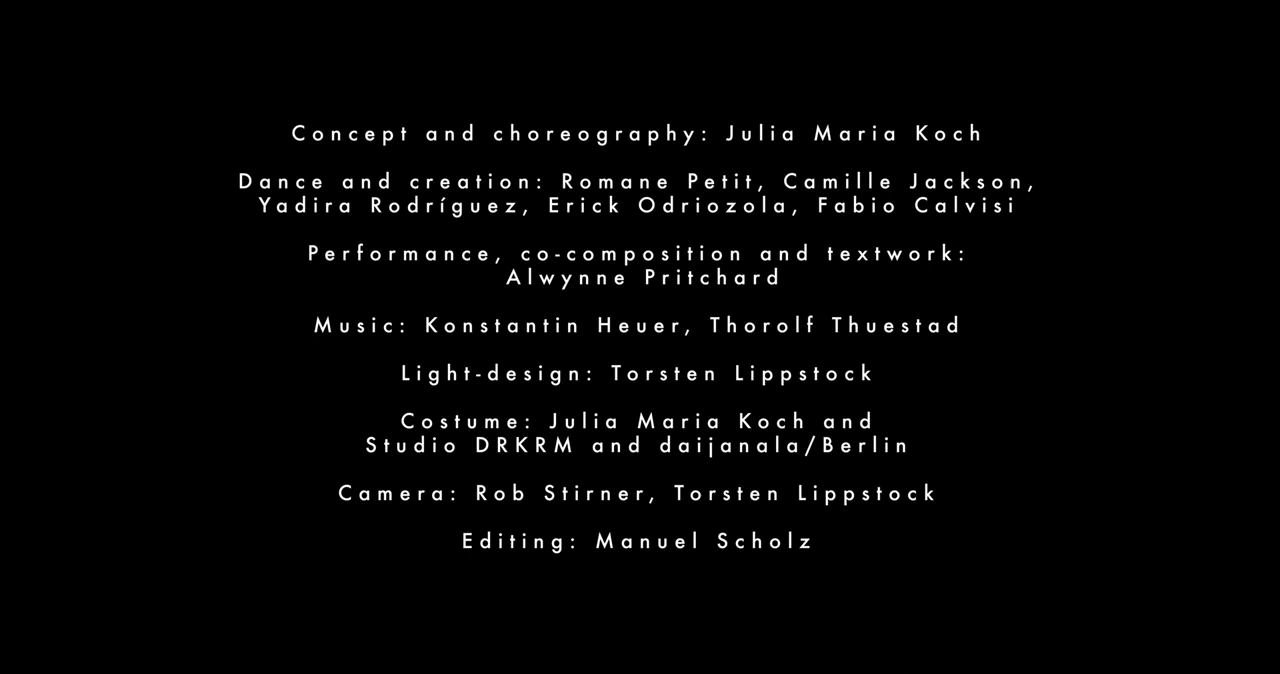 Concept and choreography: Julia Maria Koch
Dance and creation: Romane Petit, Camille Jackson,
Yadira Rodríguez, Erick Odriozola, Fabio Calvisi
Performance, co-composition and textwork:
Alwynne Pritchard
Music: Konstantin Heuer, Thorolf Thuestad
Light-design: Torsten Lippstock
Costume: Julia Maria Koch and
Studio DRKRM and daijanala/Berlin
Camera: Rob Stirner, Torsten Lippstock
Editing: Manuel Scholz